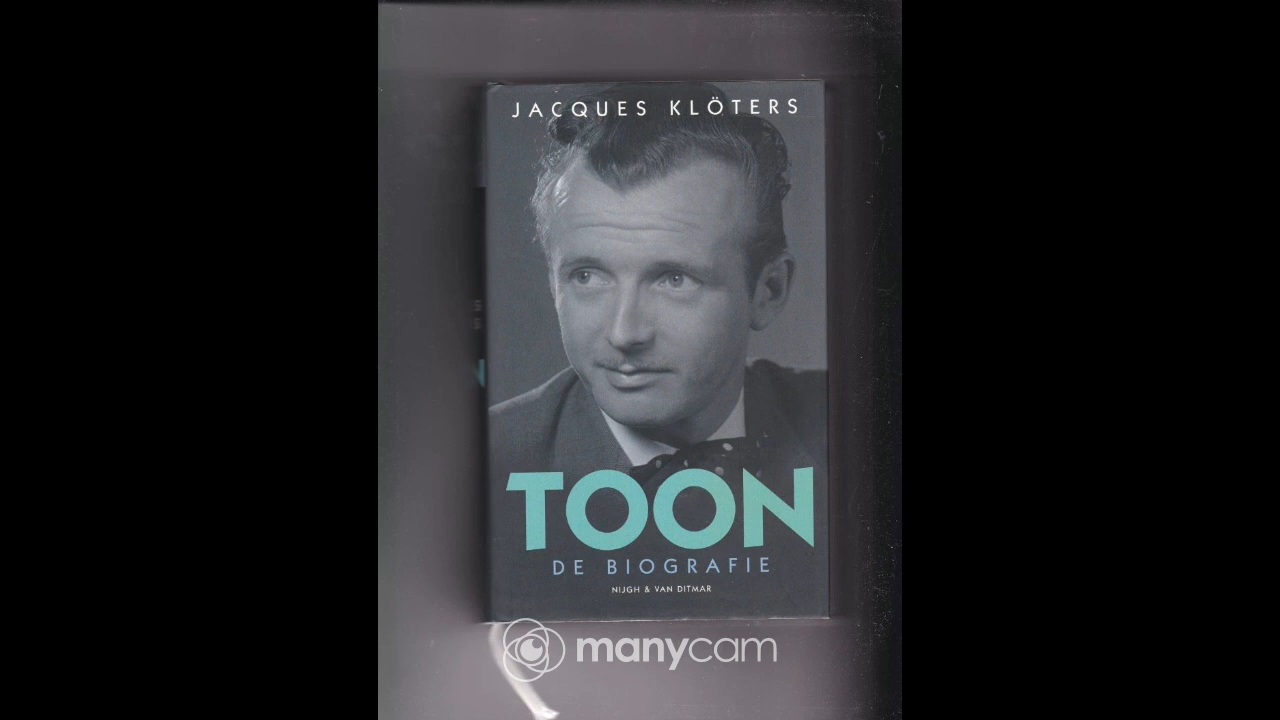 JACQUES KLÖTERS
TOON
DE BIOGRAFIE
NIJGH & VAN DITMAR
manycam